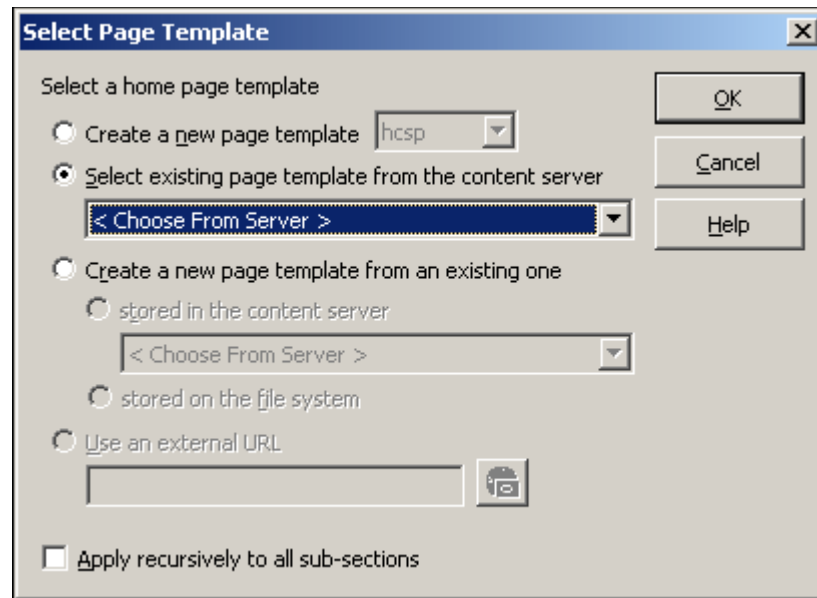 Select Page Template
Select a home page template
OK
Create a new page template hcsp
Select existing page template from the content server
Cancel
< Choose From Server >
Help
Create a new page template from an existing one
stored in the content server
< Choose From Server >
stored on the file system
Use an external URL
Apply recursively to all sub-sections